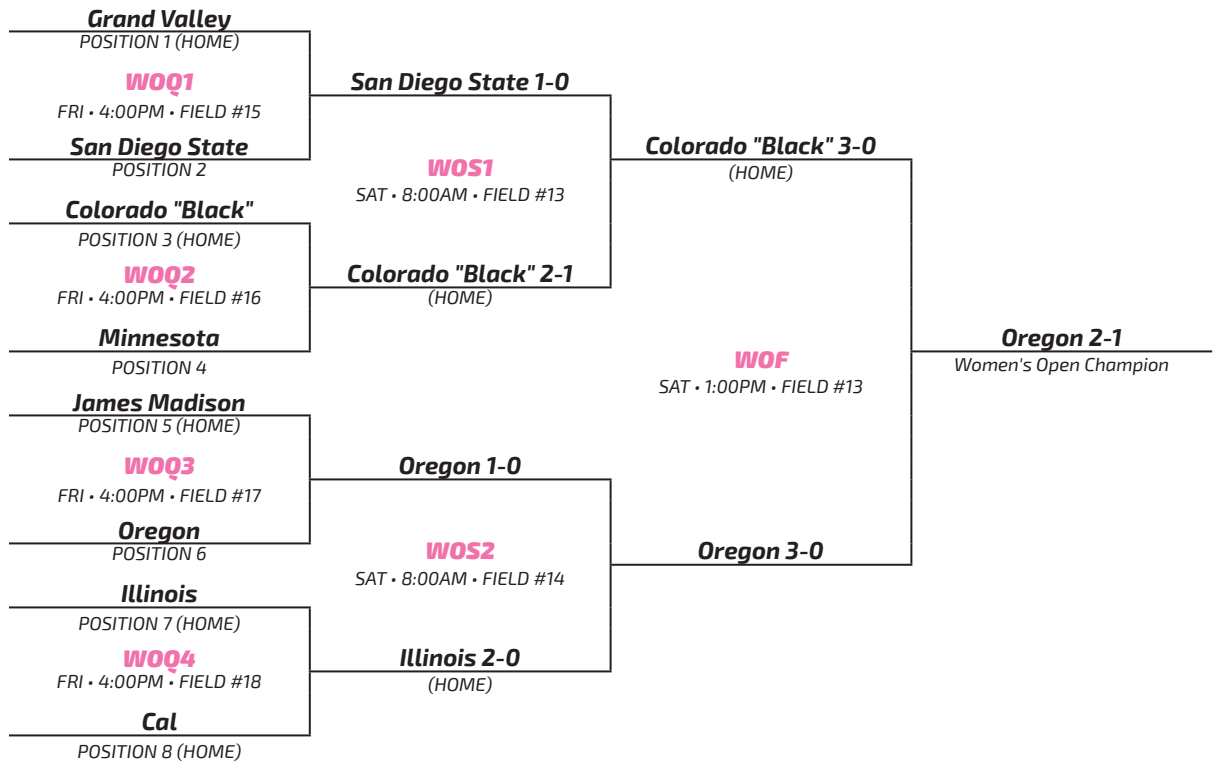 Grand Valley
POSITION 1 (HOME)
WOQ1
FRI • 4:00PM • FIELD #15
San Diego State
POSITION 2
San Diego State 1-0
WOS1
SAT • 8:00AM • FIELD #13
Colorado "Black"
POSITION 3 (HOME)
WOQ2
FRI • 4:00PM • FIELD #16
Minnesota
POSITION 4
Colorado "Black" 2-1
(HOME)
Colorado "Black" 3-0
(HOME)
WOF
SAT • 1:00PM • FIELD #13
Oregon 2-1
Women's Open Champion
James Madison
POSITION 5 (HOME)
WOQ3
FRI • 4:00PM • FIELD #17
Oregon
POSITION 6
Oregon 1-0
WOS2
SAT • 8:00AM • FIELD #14
Oregon 3-0
Illinois
POSITION 7 (HOME)
WOQ4
FRI • 4:00PM • FIELD #18
Cal
POSITION 8 (HOME)
Illinois 2-0
(HOME)